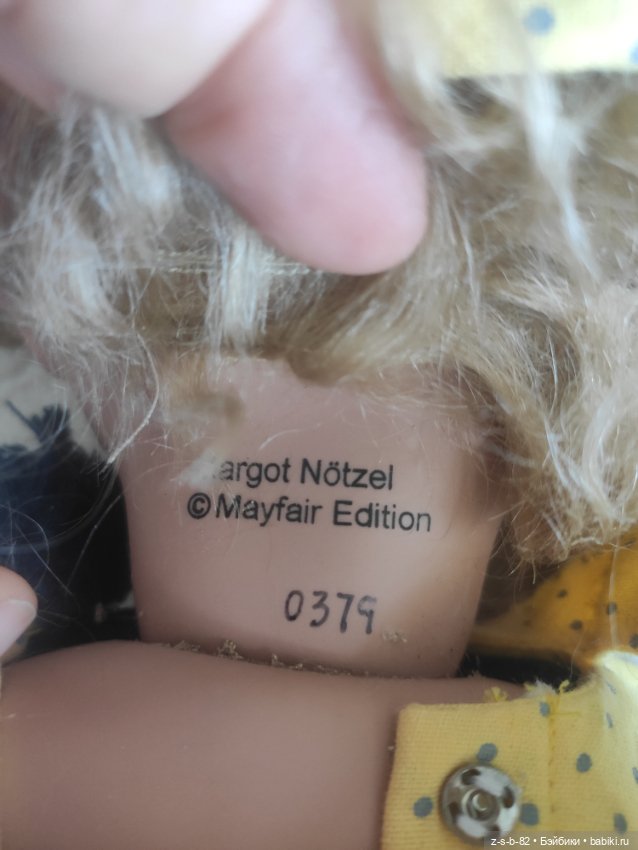 argot Nötzel
©Mayfair Edition
0379
z-s-b-82 • Бэйбики • babiki.ru